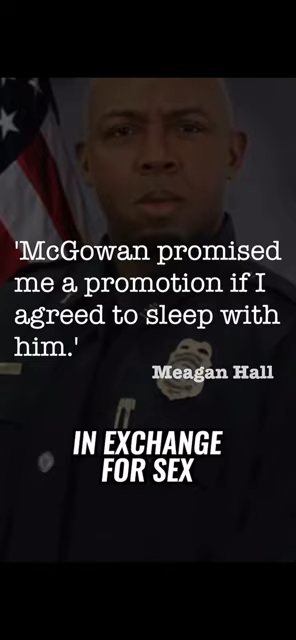 'McGowan promised
me a promotion if I
agreed to sleep with
him.'
Meagan Hall
IN EXCHANGE
FOR SEX